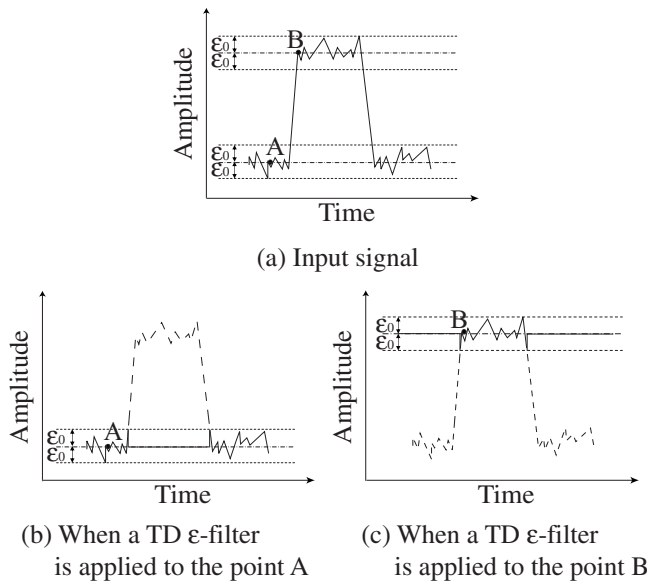 ε₀
ε₀
B
Amplitude
ε₀
ε₀
A
Time
(a) Input signal
Amplitude
ε₀
ε₀
A
Time
(b) When a TD ε-filter
is applied to the point A
Amplitude
ε₀
ε₀
B
Time
(c) When a TD ε-filter
is applied to the point B